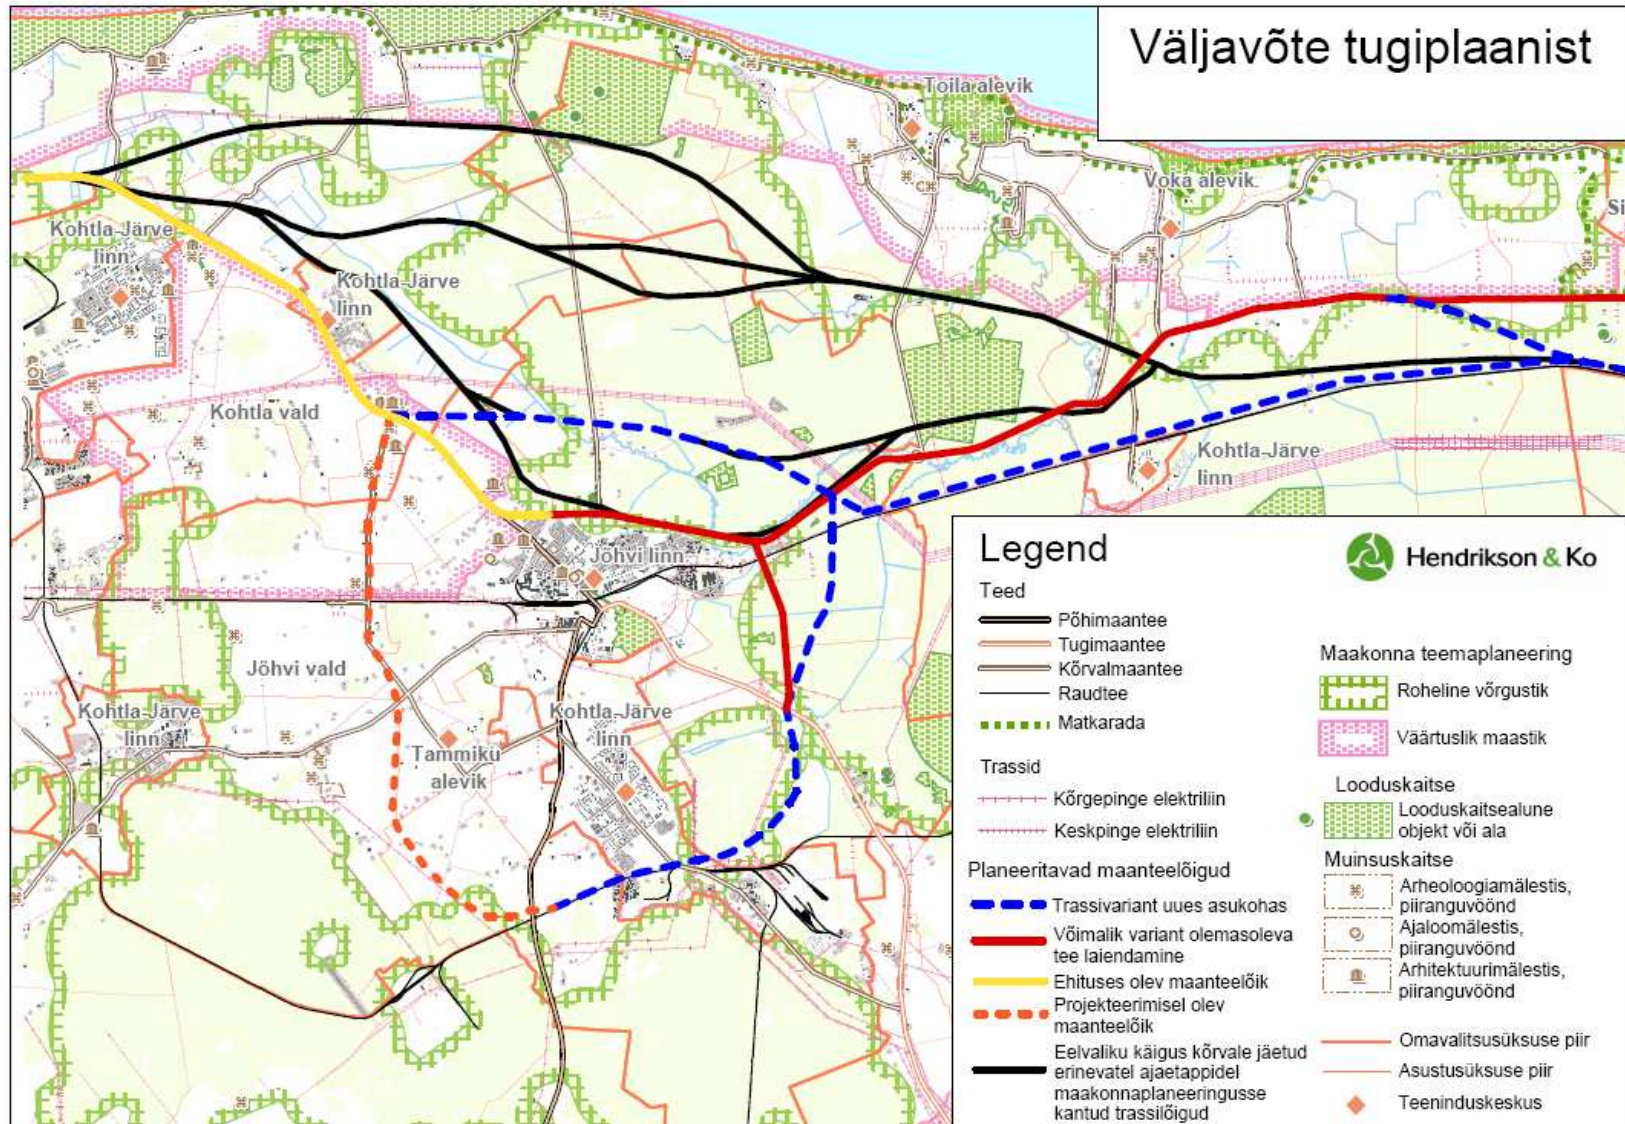 Väljavõte tugiplaanist
Toila alevik
Voka alevik
Si
Kohtla-Järve
linn
Kohtla-Järve
linn
Kohtla vald
Kohtla-Järve
linn
Jõhvi linn
Jõhvi vald
Kohtla-Järve
linn
Kohtla-Järve
linn
Tammiku
alevik
Legend
Hendrikson & Ko
Teed
Põhimaantee
Tugimaantee
Kõrvalmaantee
Raudtee
Matkarada
Trassid
Kõrgepinge elektriliin
Keskpinge elektriliin
Planeeritavad maanteelõigud
Trassivariant uues asukohas
Võimalik variant olemasoleva
tee laiendamine
Ehituses olev maanteelõik
Projekteerimisel olev
maanteelõik
Eelvaliku käigus kõrvale jäetud
erinevatel ajaetappidel
maakonnaplaneeringusse
kantud trassilõigud
Maakonna teemaplaneering
Roheline võrgustik
Väärtuslik maastik
Looduskaitse
Looduskaitsealune
objekt või ala
Muinsuskaitse
Arheoloogiamälestis,
piiranguvöönd
Ajaloomälestis,
piiranguvöönd
Arhitektuurimälestis,
piiranguvöönd
Omavalitsusüksuse piir
Asustusüksuse piir
Teeninduskeskus